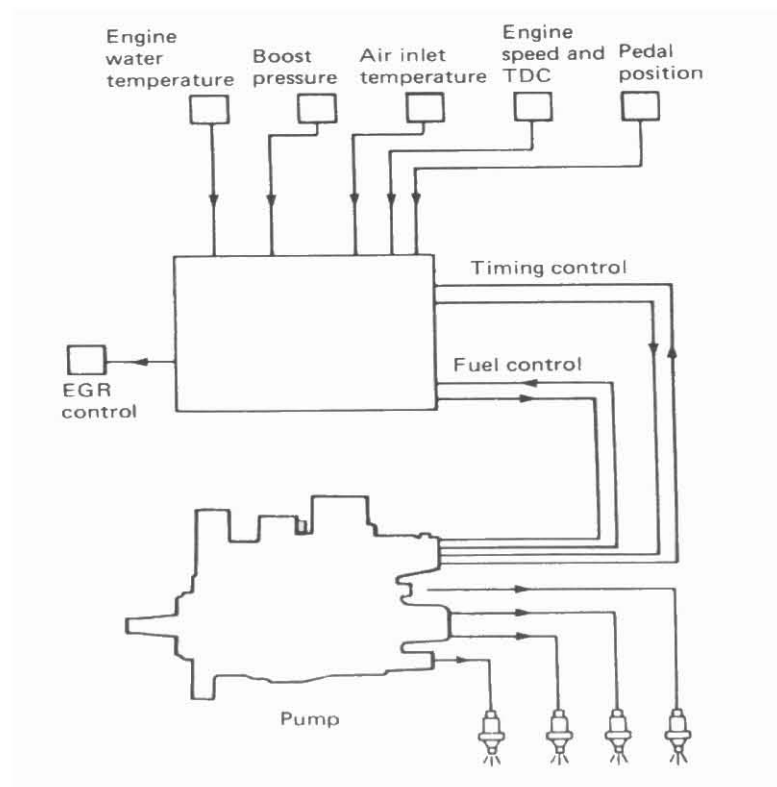 Engine
water
temperature
Boost
pressure
Air inlet
temperature
Engine
speed and
TDC
Pedal
position
Timing control
Fuel control
EGR
control
Pump